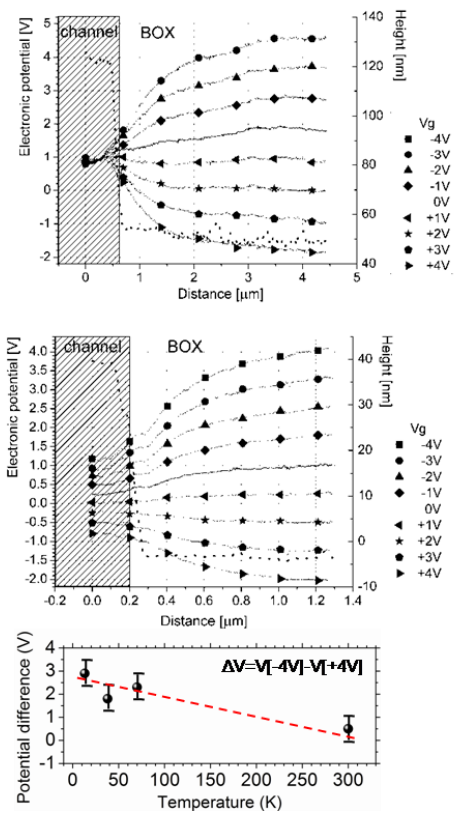 channel BOX
Electronic potential [V]
5
4
3
2
1
0
-1
-2
140
120
100
80
60
40
Height [nm]
0 1 2 3 4 5
Distance [µm]
Vg
-4V
-3V
-2V
-1V
0V
+1V
+2V
+3V
+4V
channel BOX
Electronic potential [V]
4.0
3.5
3.0
2.5
2.0
1.5
1.0
0.5
0.0
-0.5
-1.0
-1.5
-2.0
40
30
20
10
0
-10
Height [nm]
0.0 0.2 0.4 0.6 0.8 1.0 1.2 1.4
Distance [µm]
Vg
-4V
-3V
-2V
-1V
0V
+1V
+2V
+3V
+4V
Potential difference (V)
4
3
2
1
0
-1
ΔV=V[-4V]-V[+4V]
0 50 100 150 200 250 300
Temperature (K)